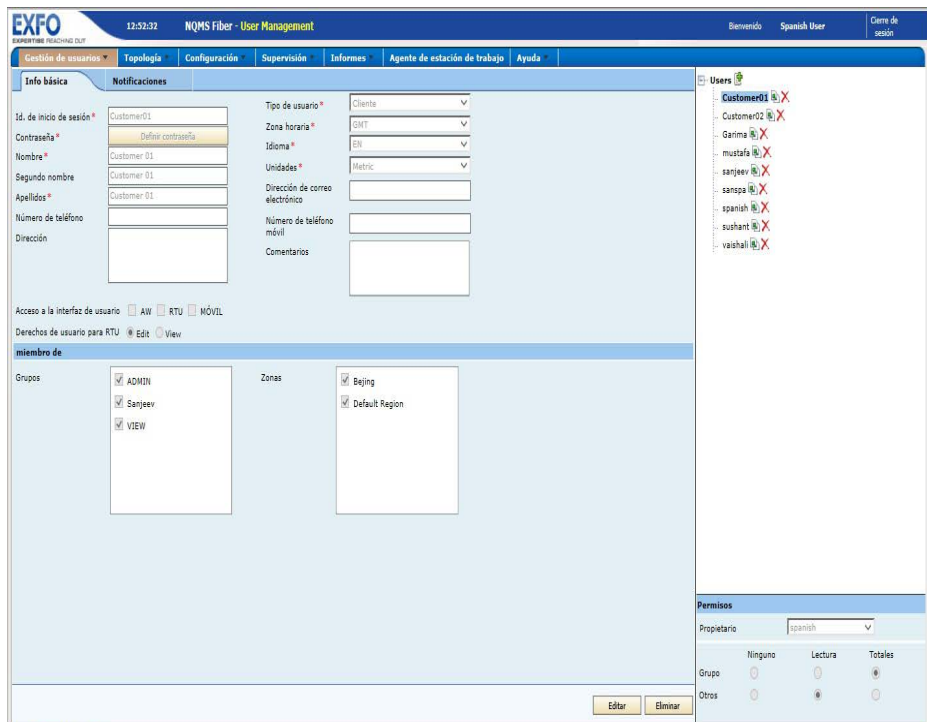 EXFO
EXPERTISE REACHING OUT
12:52:32
NQMS Fiber - User Management
Bienvenido
Spanish User
Cierre de sesión
Gestión de usuarios
Topología
Configuración
Supervisión
Informes
Agente de estación de trabajo
Ayuda
Info básica
Notificaciones
Id. de inicio de sesión *
Customer01
Contraseña *
Definir contraseña
Nombre *
Customer 01
Segundo nombre
Customer 01
Apellidos *
Customer 01
Número de teléfono
Dirección
Tipo de usuario *
Cliente
Zona horaria *
GMT
Idioma *
EN
Unidades *
Metric
Dirección de correo
electrónico
Número de teléfono
móvil
Comentarios
Acceso a la interfaz de usuario AW RTU MÓVIL
Derechos de usuario para RTU Edit View
miembro de
Grupos
ADMIN
Sanjeev
VIEW
Zonas
Bejing
Default Region
Editar
Eliminar
Users
Customer01
Customer02
Garima
mustafa
sanjeev
sanspa
spanish
sushant
vaishali
Permisos
Propietario
spanish
Ninguno Lectura Totales
Grupo
Otros